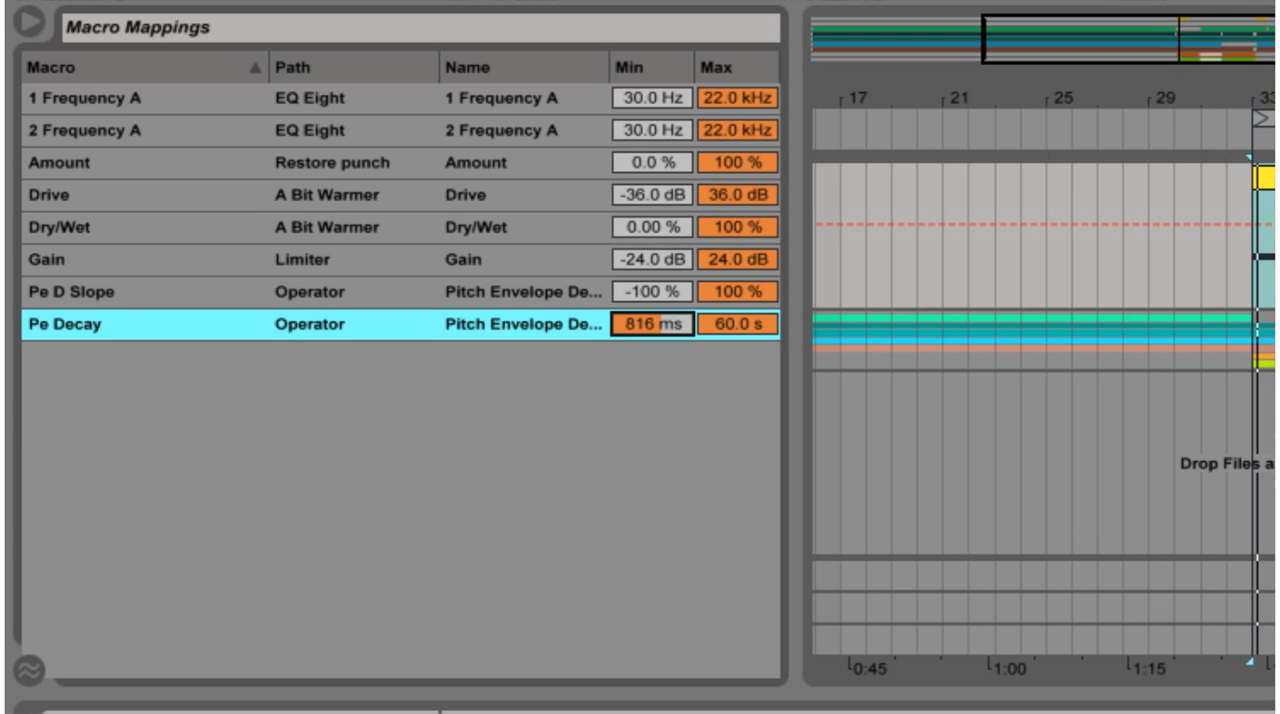 Macro Mappings
Macro Path Name Min Max
1 Frequency A EQ Eight 1 Frequency A 30.0 Hz 22.0 kHz
2 Frequency A EQ Eight 2 Frequency A 30.0 Hz 22.0 kHz
Amount Restore punch Amount 0.0 % 100 %
Drive A Bit Warmer Drive -36.0 dB 36.0 dB
Dry/Wet A Bit Warmer Dry/Wet 0.00 % 100 %
Gain Limiter Gain -24.0 dB 24.0 dB
Pe D Slope Operator Pitch Envelope De... -100 % 100 %
Pe Decay Operator Pitch Envelope De... 816 ms 60.0 s
17 21 25 29 33
Drop Files a
0:45 1:00 1:15